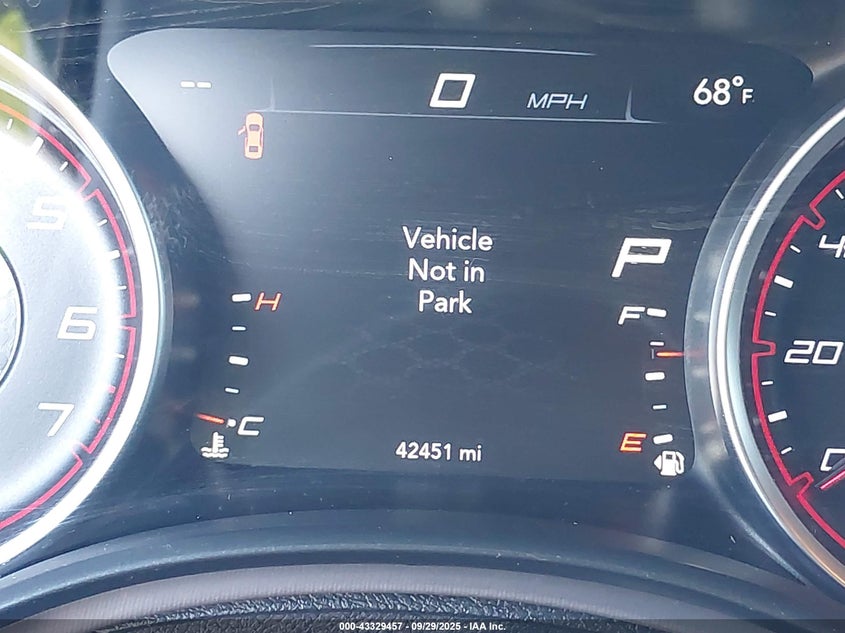 --
0 MPH
68°F
Vehicle
Not in
Park
P
H
C
F
E
42451 mi
5
6
7
20
0
000-43329457 - 09/29/2025 - IAA Inc.